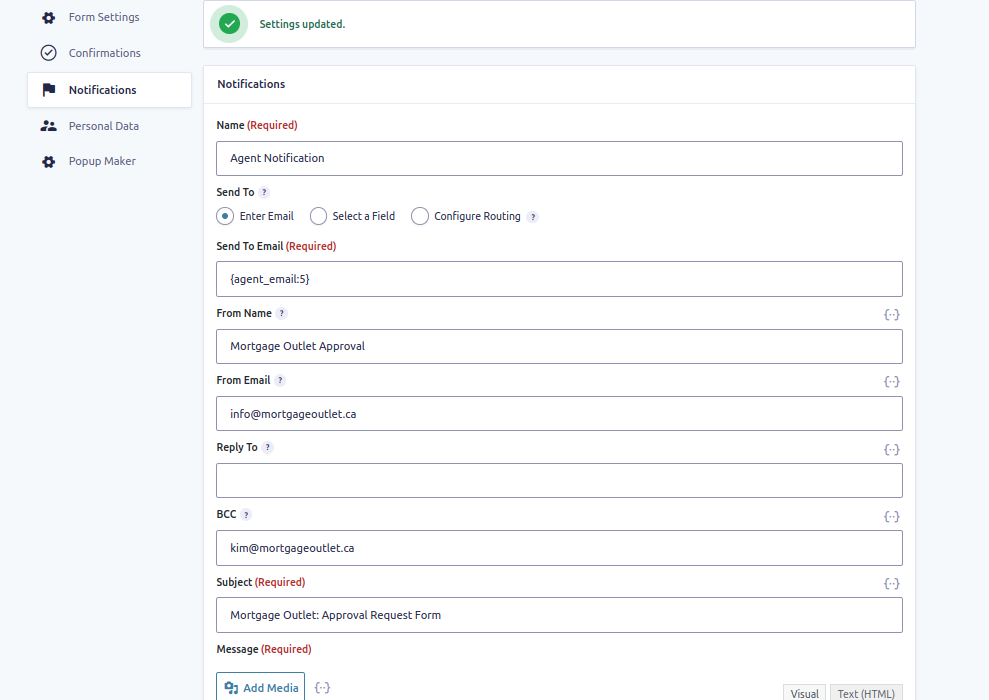 Form Settings
Confirmations
Notifications
Personal Data
Popup Maker
Settings updated.
Notifications
Name (Required)
Agent Notification
Send To ?
Enter Email Select a Field Configure Routing ?
Send To Email (Required)
{agent_email:5}
From Name ? {··}
Mortgage Outlet Approval
From Email ? {··}
info@mortgageoutlet.ca
Reply To ? {··}
BCC ? {··}
kim@mortgageoutlet.ca
Subject (Required) {··}
Mortgage Outlet: Approval Request Form
Message (Required)
Add Media {··}
Visual Text (HTML)